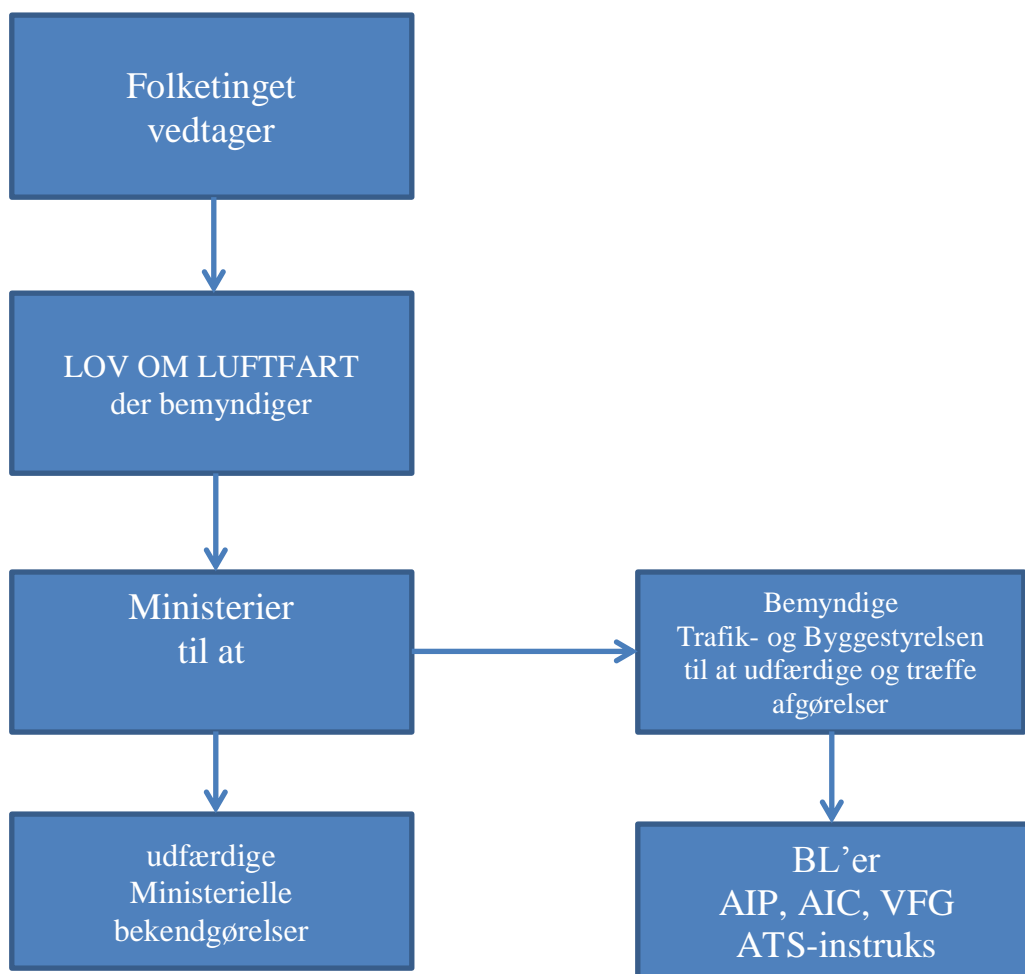 Folketinget
vedtager
LOV OM LUFTFART
der bemyndiger
Ministerier
til at
Bemyndige
Trafik- og Byggestyrelsen
til at udfærdige og træffe
afgørelser
udfærdige
Ministerielle
bekendgørelser
BL’er
AIP, AIC, VFG
ATS-instruks